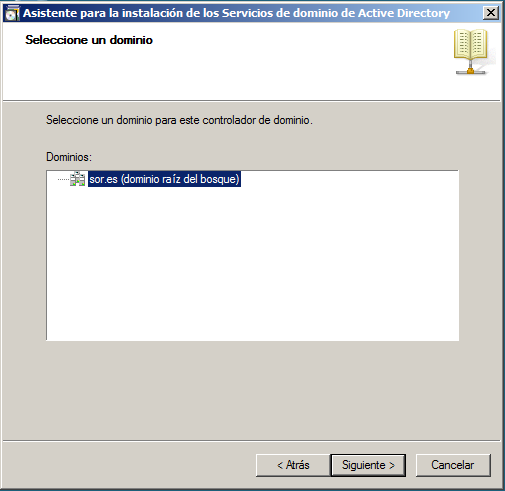 Asistente para la instalación de los Servicios de dominio de Active Directory
Seleccione un dominio
Seleccione un dominio para este controlador de dominio.
Dominios:
sor.es (dominio raíz del bosque)
< Atrás
Siguiente >
Cancelar